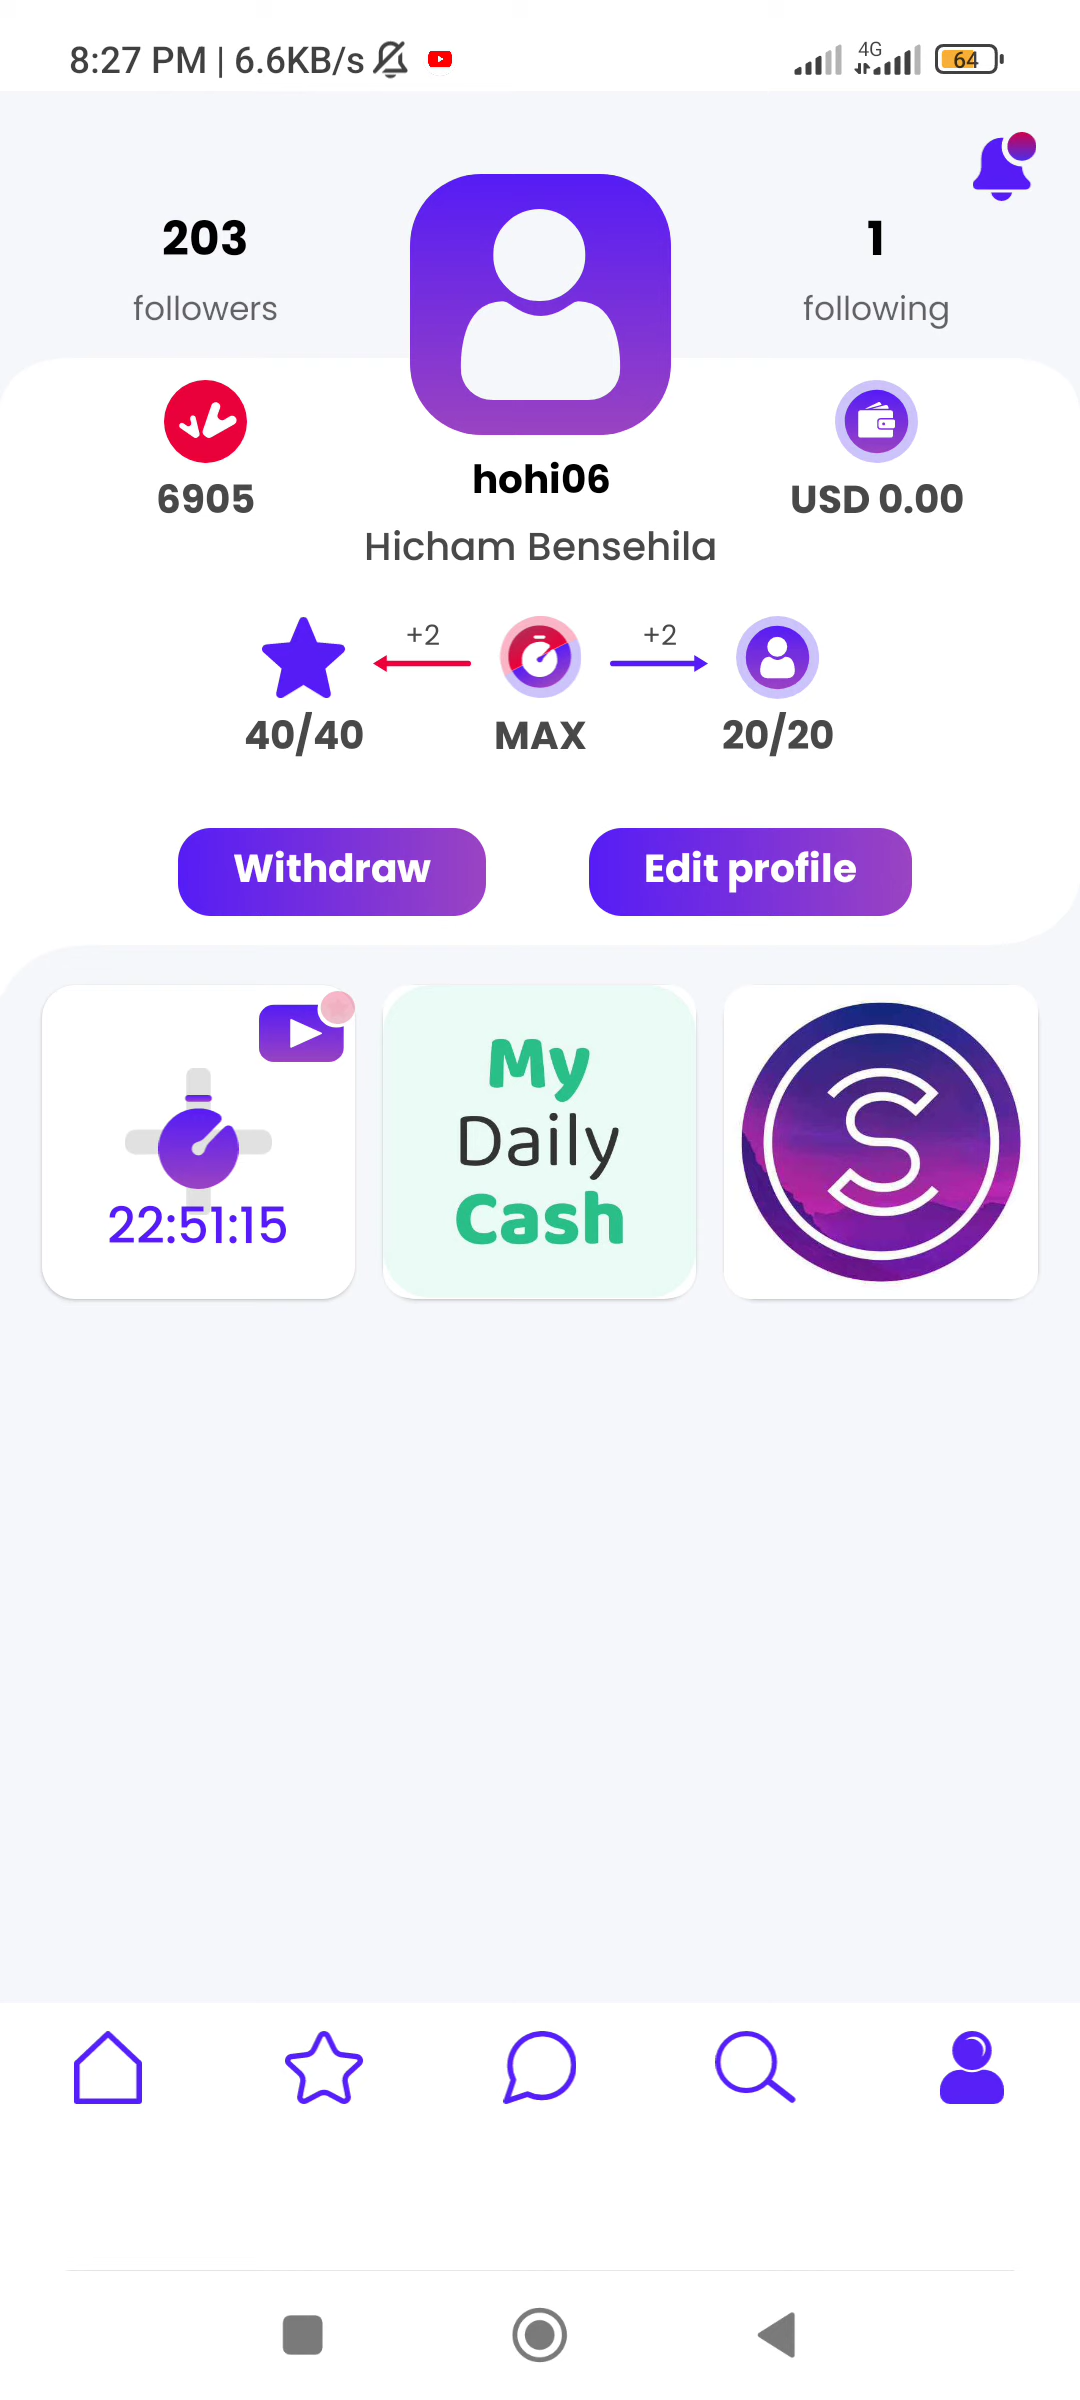 8:27 PM | 6.6KB/s
4G
64
203
followers
1
following
6905
hohi06
USD 0.00
Hicham Bensehila
+2
+2
40/40
MAX
20/20
Withdraw
Edit profile
22:51:15
My
Daily
Cash
S